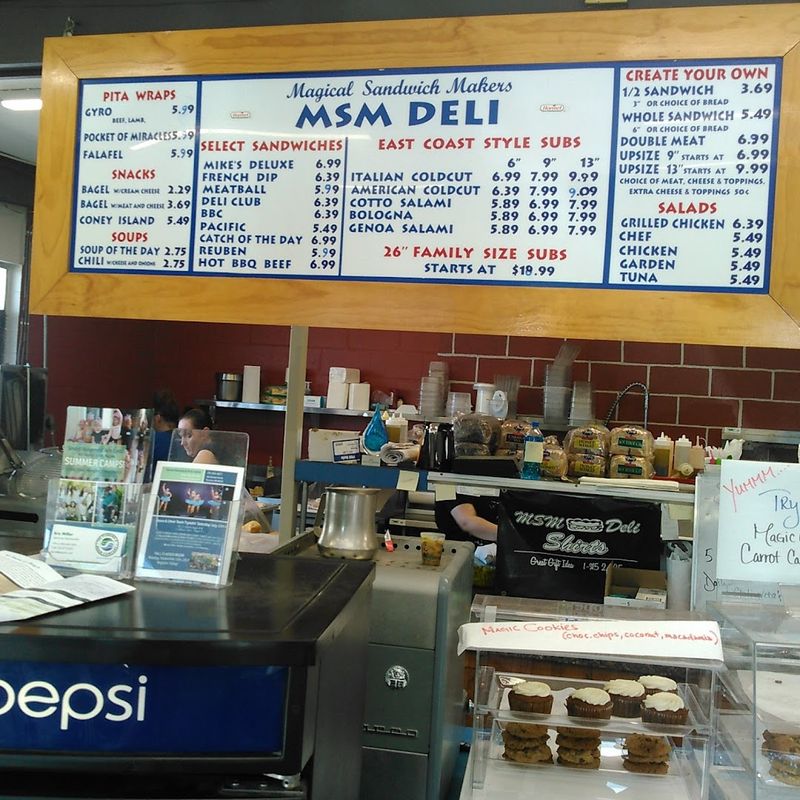 Magical Sandwich Makers
MSM DELI
PITA WRAPS
GYRO 5.99
BEEF, LAMB,
POCKET OF MIRACLES 5.99
FALAFEL 5.99
SNACKS
BAGEL W/CREAM CHEESE 2.29
BAGEL W/MEAT AND CHEESE 3.69
CONEY ISLAND 5.49
SOUPS
SOUP OF THE DAY 2.75
CHILI W/CHEESE AND ONIONS 2.75
SELECT SANDWICHES
MIKE'S DELUXE 6.99
FRENCH DIP 6.39
MEATBALL 5.99
DELI CLUB 6.39
BBC 6.39
PACIFIC 5.49
CATCH OF THE DAY 6.99
REUBEN 5.99
HOT BBQ BEEF 6.99
EAST COAST STYLE SUBS
6" 9" 13"
ITALIAN COLDCUT 6.99 7.99 9.99
AMERICAN COLDCUT 6.39 7.99 9.09
COTTO SALAMI 5.89 6.99 7.99
BOLOGNA 5.89 6.99 7.99
GENOA SALAMI 5.89 6.99 7.99
26" FAMILY SIZE SUBS
STARTS AT $18.99
CREATE YOUR OWN
1/2 SANDWICH 3.69
3" OR CHOICE OF BREAD
WHOLE SANDWICH 5.49
6" OR CHOICE OF BREAD
DOUBLE MEAT 6.99
UPSIZE 9" STARTS AT 6.99
UPSIZE 13" STARTS AT 9.99
CHOICE OF MEAT, CHEESE & TOPPINGS.
EXTRA CHEESE & TOPPINGS 50¢
SALADS
GRILLED CHICKEN 6.39
CHEF 5.49
CHICKEN 5.49
GARDEN 5.49
TUNA 5.49
SUMMER CAMPS!
MSM Deli
Shirts
Great Gift Idea
YUMMM...
TRY
MAGIC
CARROT CA
MAGIC COOKIES
(choc.chips, coconut, macadamia)
pepsi